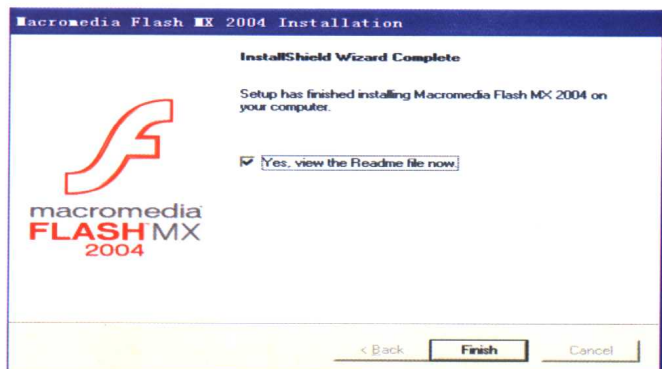 Macromedia Flash MX 2004 Installation
InstallShield Wizard Complete
Setup has finished installing Macromedia Flash MX 2004 on
your computer.
Yes, view the Readme file now.
macromedia
FLASH MX
2004
< Back
Finish
Cancel